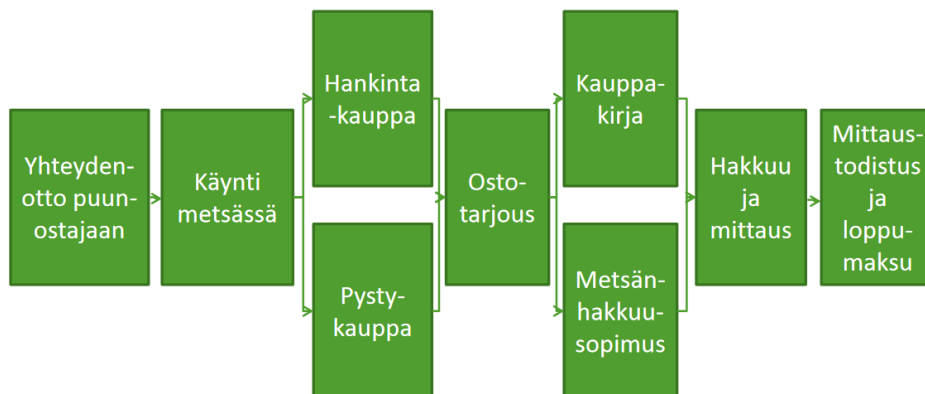 Yhteyden-
otto puun-
ostajaan
Käynti
metsässä
Hankinta
-kauppa
Pysty-
kauppa
Osto-
tarjous
Kauppa-
kirja
Metsän-
hakkuu-
sopimus
Hakkuu
ja
mittaus
Mittaus-
todistus
ja
loppu-
maksu